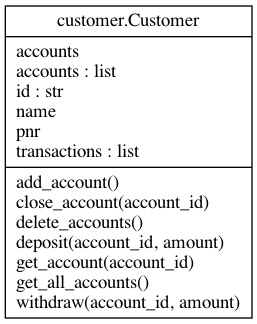 customer.Customer
accounts
accounts : list
id : str
name
pnr
transactions : list
add_account()
close_account(account_id)
delete_accounts()
deposit(account_id, amount)
get_account(account_id)
get_all_accounts()
withdraw(account_id, amount)